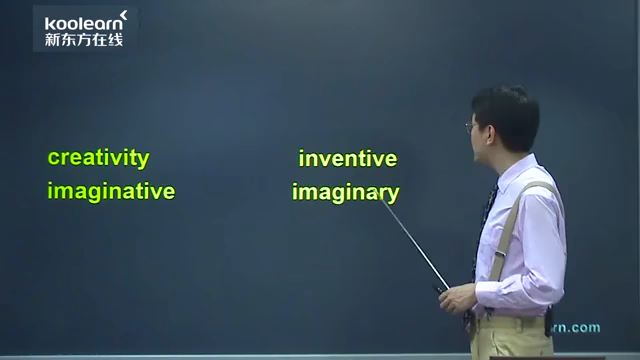 koolearn
新东方在线
creativity inventive
imaginative imaginary
rn.com